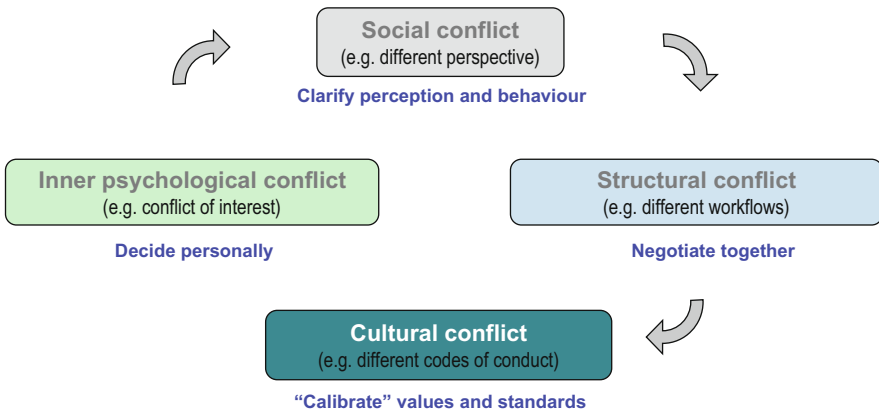 Social conflict
(e.g. different perspective)
Clarify perception and behaviour
Inner psychological conflict
(e.g. conflict of interest)
Decide personally
Structural conflict
(e.g. different workflows)
Negotiate together
Cultural conflict
(e.g. different codes of conduct)
“Calibrate” values and standards